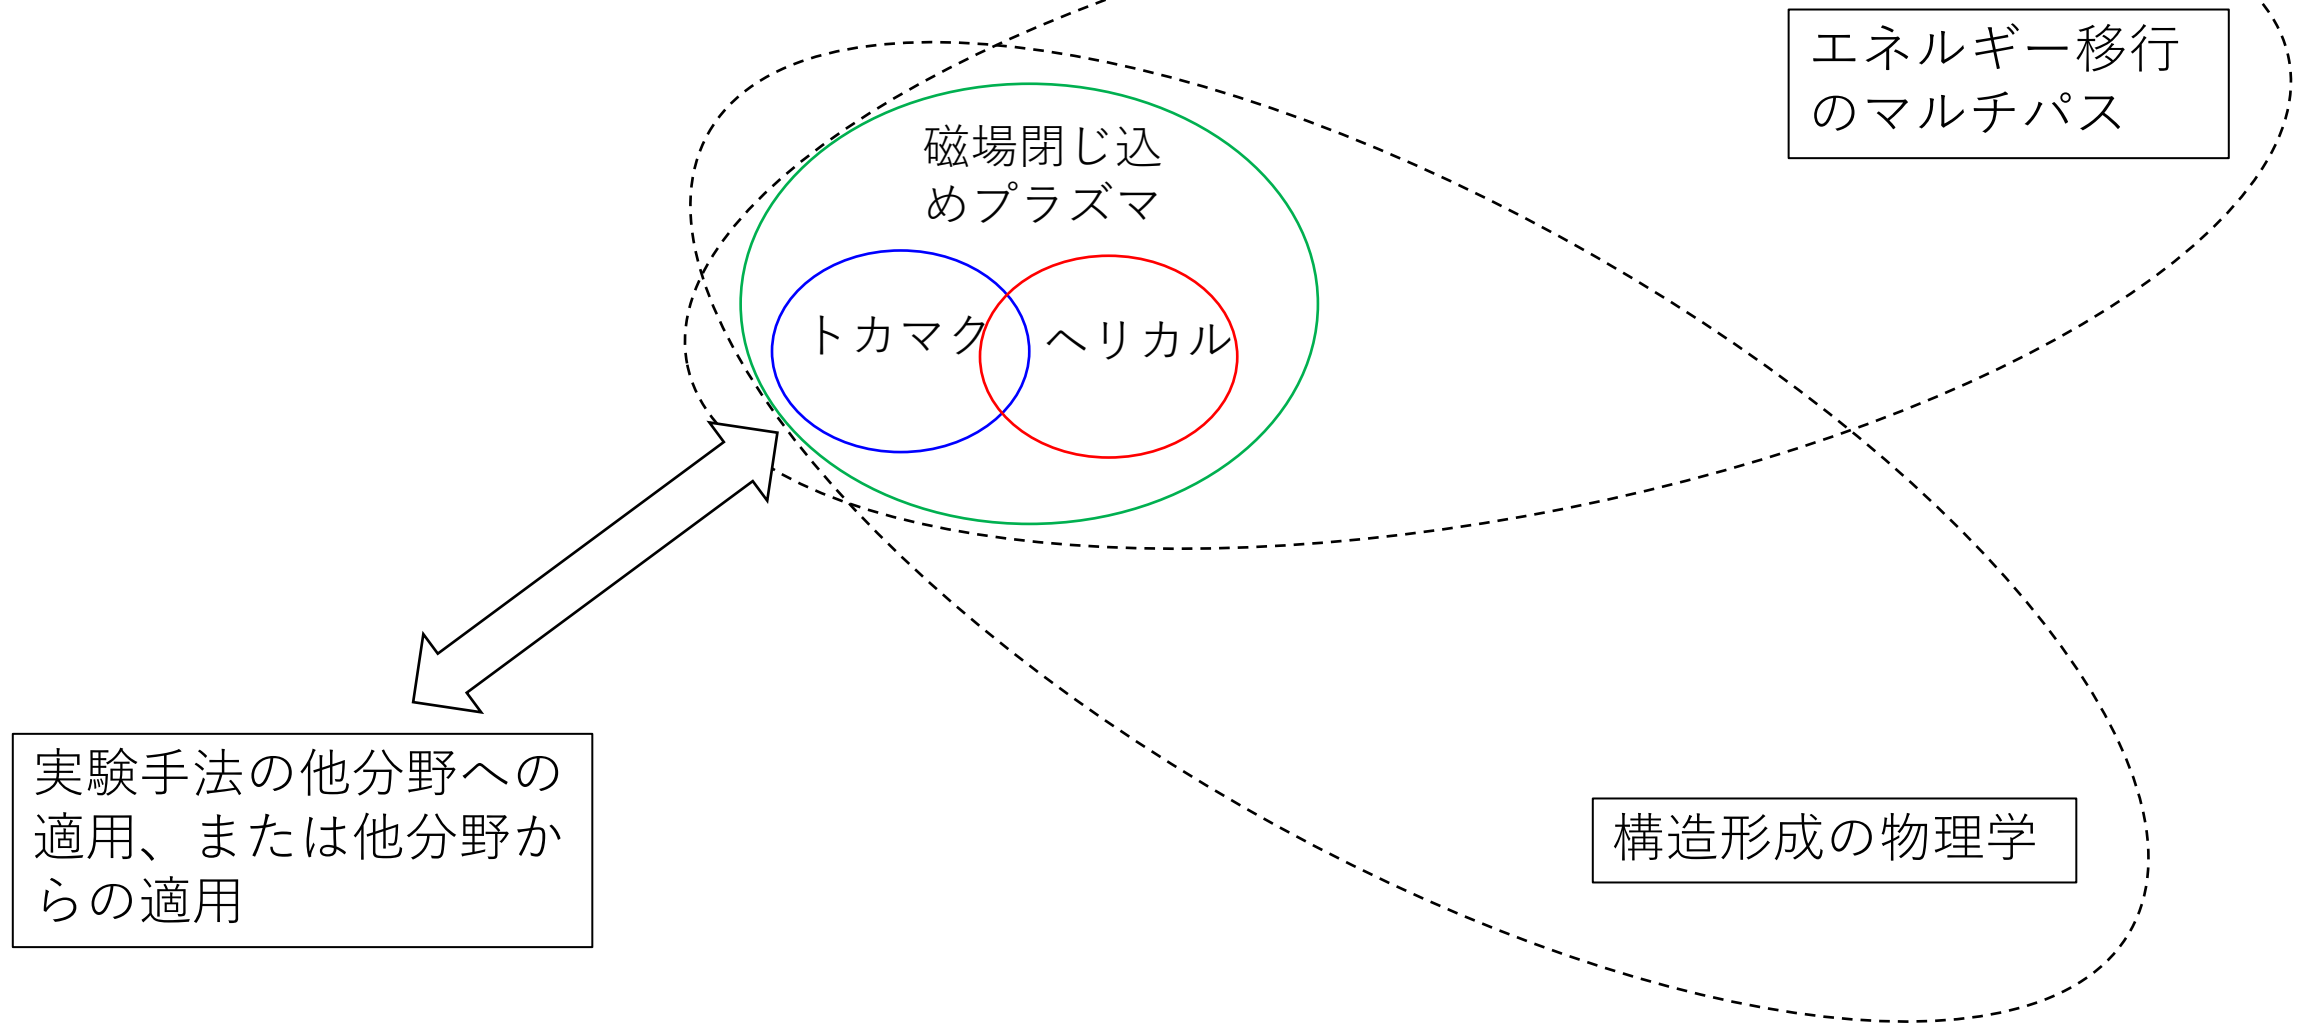 エネルギー移行
のマルチパス
磁場閉じ込
めプラズマ
トカマク
ヘリカル
実験手法の他分野への
適用、または他分野か
らの適用
構造形成の物理学